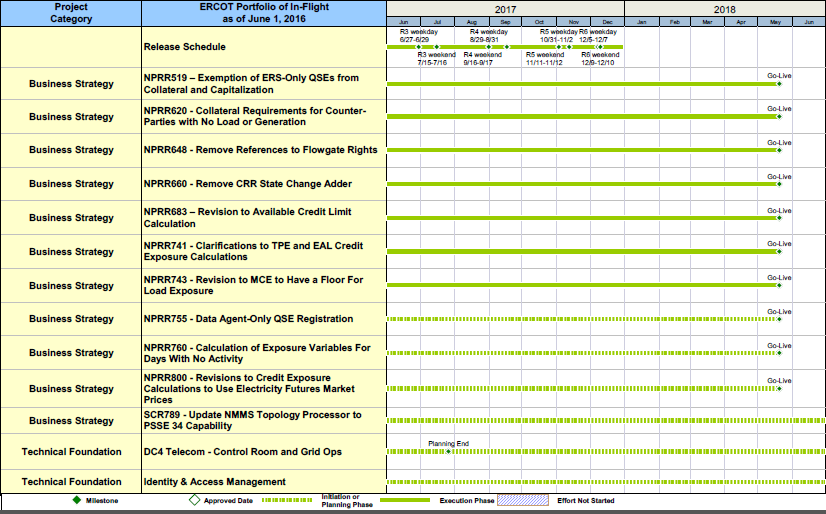 Project
Category
ERCOT Portfolio of In-Flight
as of June 1, 2016
2017
2018
Jun Jul Aug Sep Oct Nov Dec Jan Feb Mar Apr May Jun
Release Schedule
R3 weekday
6/27-6/29
R4 weekday
8/29-8/31
R5 weekday
10/31-11/2
R6 weekday
12/5-12/7
R3 weekend
7/15-7/16
R4 weekend
9/16-9/17
R5 weekend
11/11-11/12
R6 weekend
12/9-12/10
Business Strategy
NPRR519 – Exemption of ERS-Only QSEs from
Collateral and Capitalization
Go-Live
Business Strategy
NPRR620 - Collateral Requirements for Counter-
Parties with No Load or Generation
Go-Live
Business Strategy
NPRR648 - Remove References to Flowgate Rights
Go-Live
Business Strategy
NPRR660 - Remove CRR State Change Adder
Go-Live
Business Strategy
NPRR683 – Revision to Available Credit Limit
Calculation
Go-Live
Business Strategy
NPRR741 - Clarifications to TPE and EAL Credit
Exposure Calculations
Go-Live
Business Strategy
NPRR743 - Revision to MCE to Have a Floor For
Load Exposure
Go-Live
Business Strategy
NPRR755 - Data Agent-Only QSE Registration
Go-Live
Business Strategy
NPRR760 - Calculation of Exposure Variables For
Days With No Activity
Go-Live
Business Strategy
NPRR800 - Revisions to Credit Exposure
Calculations to Use Electricity Futures Market
Prices
Go-Live
Business Strategy
SCR789 - Update NMMS Topology Processor to
PSSE 34 Capability
Technical Foundation
DC4 Telecom - Control Room and Grid Ops
Planning End
Technical Foundation
Identity & Access Management
Milestone
Approved Date
Initiation or
Planning Phase
Execution Phase
Effort Not Started